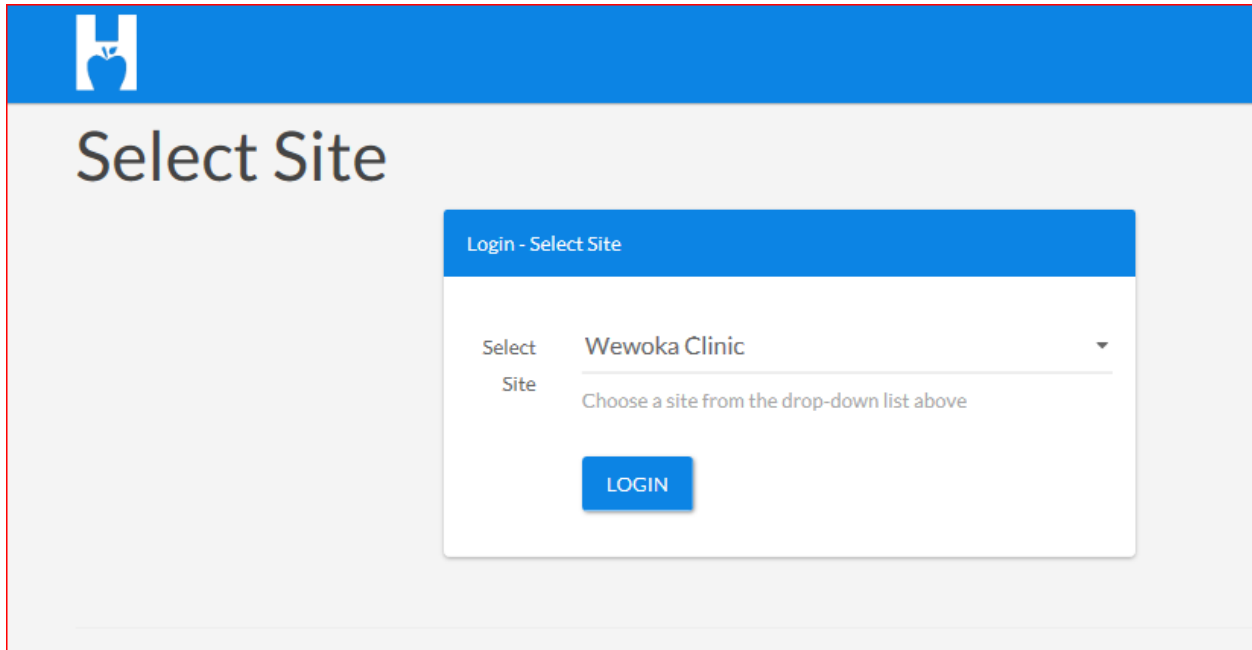 Select Site
Login - Select Site
Select
Site
Wewoka Clinic
Choose a site from the drop-down list above
LOGIN